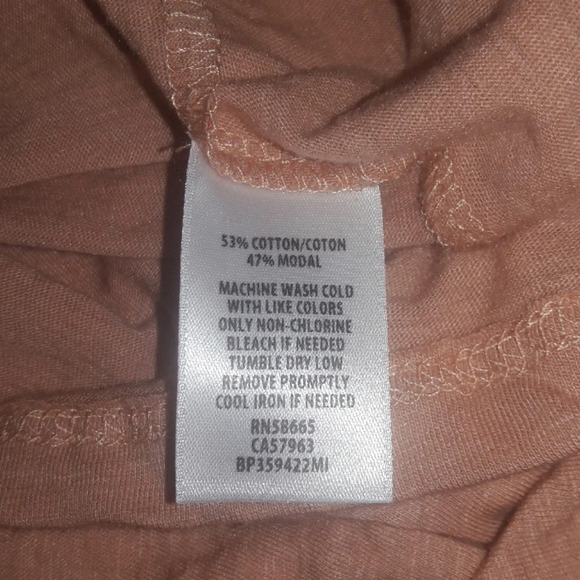 53% COTTON/COTON
47% MODAL
MACHINE WASH COLD
WITH LIKE COLORS
ONLY NON-CHLORINE
BLEACH IF NEEDED
TUMBLE DRY LOW
REMOVE PROMPTLY
COOL IRON IF NEEDED
RN58665
CA57963
BP359422MI